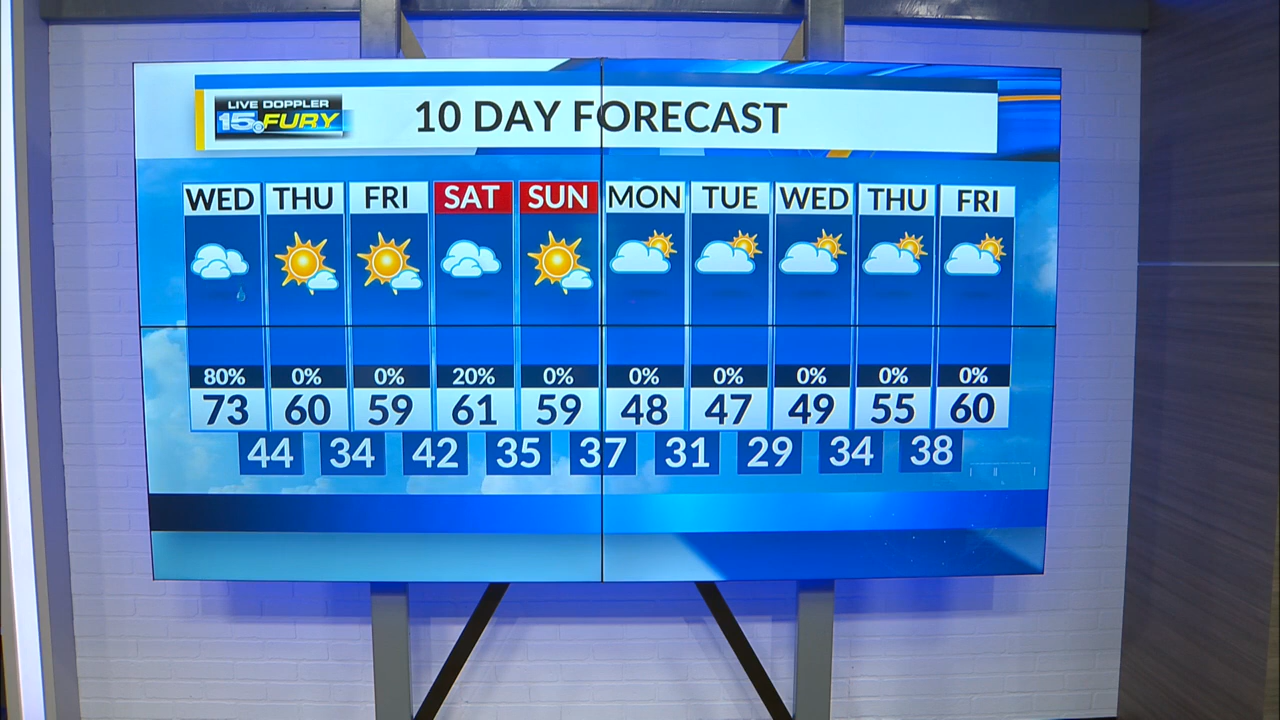 LIVE DOPPLER
15 FURY
10 DAY FORECAST
WED THU FRI SAT SUN MON TUE WED THU FRI
80% 0% 0% 20% 0% 0% 0% 0% 0% 0%
73 60 59 61 59 48 47 49 55 60
44 34 42 35 37 31 29 34 38